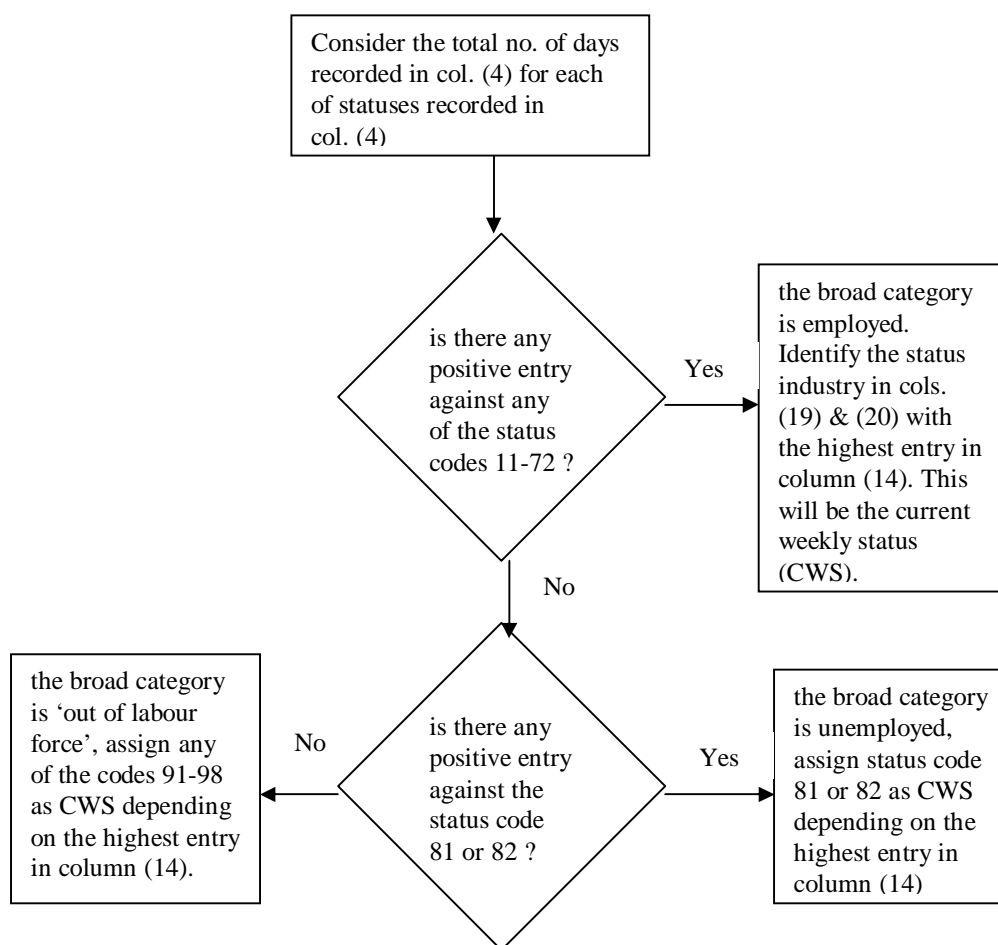 Consider the total no. of days
recorded in col. (4) for each
of statuses recorded in
col. (4)
is there any
positive entry
against any
of the status
codes 11-72 ?
Yes
the broad category
is employed.
Identify the status
industry in cols.
(19) & (20) with
the highest entry in
column (14). This
will be the current
weekly status
(CWS).
No
is there any
positive entry
against the
status code
81 or 82 ?
No
the broad category
is ‘out of labour
force’, assign any
of the codes 91-98
as CWS depending
on the highest entry
in column (14).
Yes
the broad category
is unemployed,
assign status code
81 or 82 as CWS
depending on the
highest entry in
column (14)